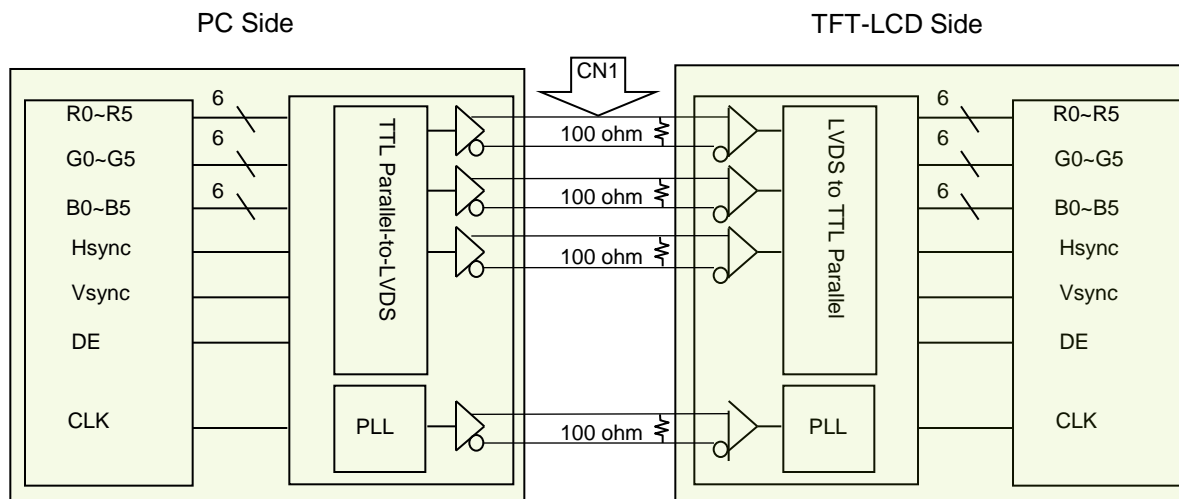 PC Side
TFT-LCD Side
CN1
6
R0~R5
6
G0~G5
6
B0~B5
Hsync
Vsync
DE
CLK
TTL Parallel-to-LVDS
PLL
100 ohm
100 ohm
100 ohm
100 ohm
LVDS to TTL Parallel
PLL
6
R0~R5
6
G0~G5
6
B0~B5
Hsync
Vsync
DE
CLK